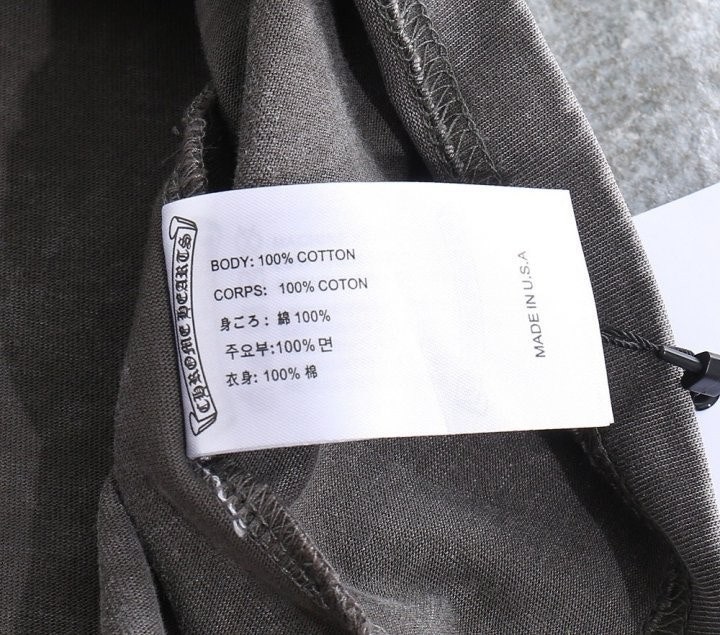 CHROME HEARTS
BODY: 100% COTTON
CORPS: 100% COTON
身ごろ: 綿 100%
주요부:100% 면
衣身: 100% 棉
MADE IN U.S.A